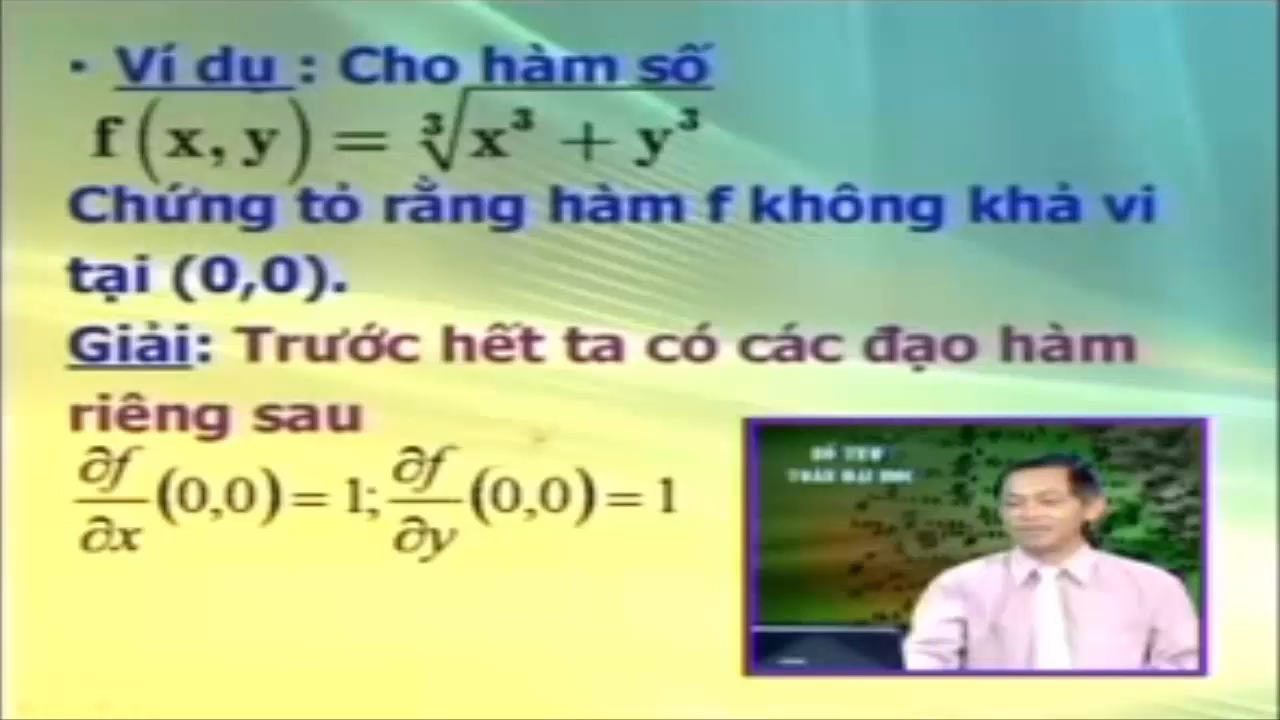 • Ví dụ : Cho hàm số
f(x,y) = ∛(x³ + y³)
Chứng tỏ rằng hàm f không khả vi
tại (0,0).
Giải: Trước hết ta có các đạo hàm
riêng sau
∂f/∂x (0,0) = 1; ∂f/∂y (0,0) = 1